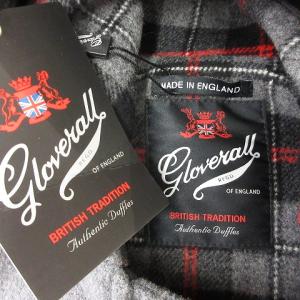 Gloverall
REGD
OF ENGLAND
BRITISH TRADITION
Authentic Duffles
MADE IN ENGLAND
Gloverall
REGD
OF ENGLAND
BRITISH TRADITION
Authentic Duffles